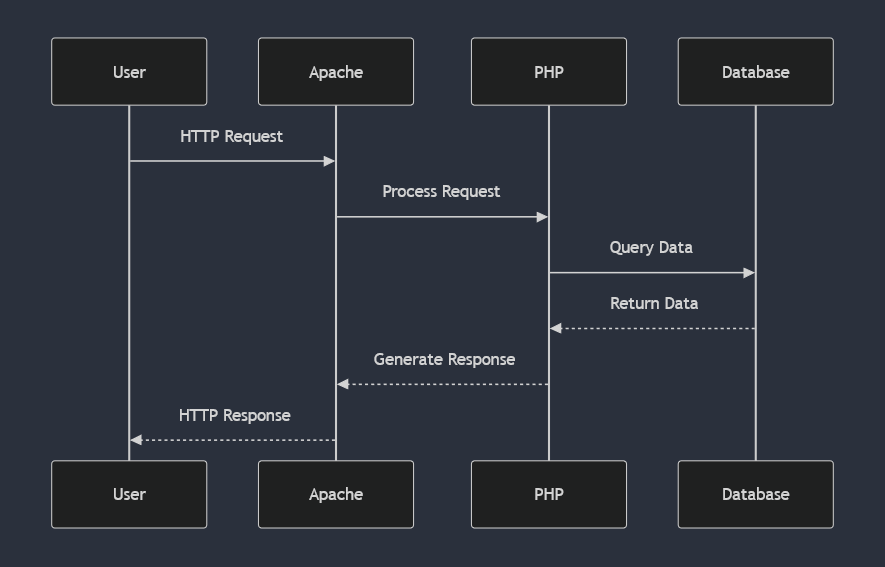 User
Apache
PHP
Database
HTTP Request
Process Request
Query Data
Return Data
Generate Response
HTTP Response
User
Apache
PHP
Database